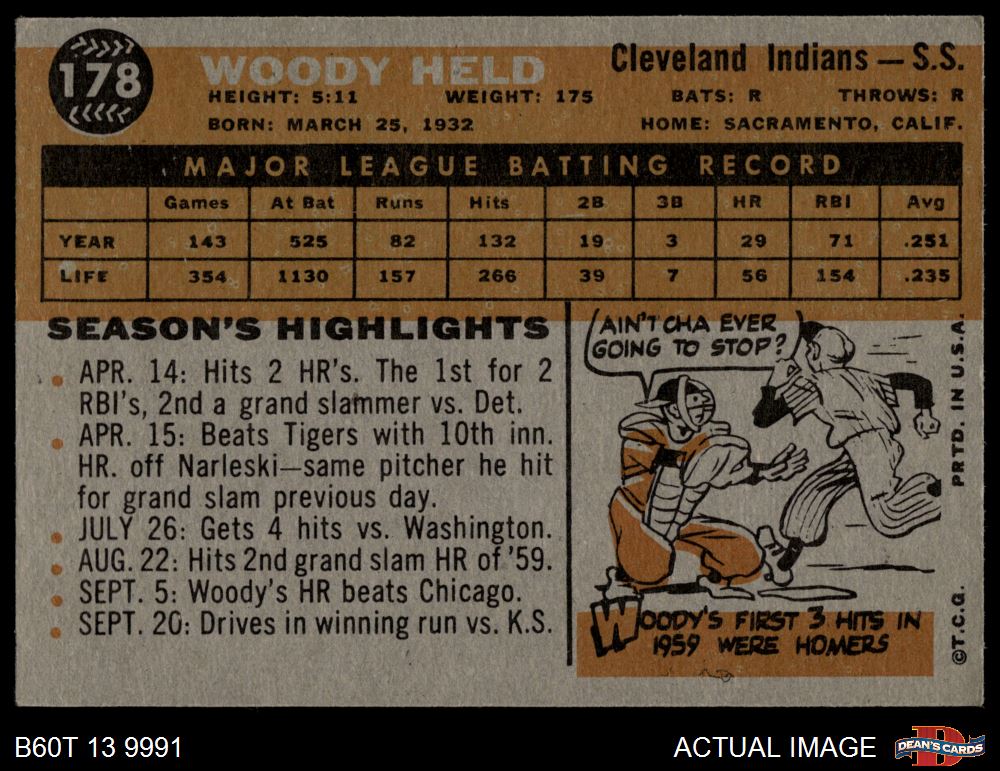 178
WOODY HELD
Cleveland Indians — S.S.
HEIGHT: 5:11 WEIGHT: 175 BATS: R THROWS: R
BORN: MARCH 25, 1932 HOME: SACRAMENTO, CALIF.
MAJOR LEAGUE BATTING RECORD
Games At Bat Runs Hits 2B 3B HR RBI Avg
YEAR 143 525 82 132 19 3 29 71 .251
LIFE 354 1130 157 266 39 7 56 154 .235
SEASON'S HIGHLIGHTS
APR. 14: Hits 2 HR's. The 1st for 2
RBI's, 2nd a grand slammer vs. Det.
APR. 15: Beats Tigers with 10th inn.
HR. off Narleski—same pitcher he hit
for grand slam previous day.
JULY 26: Gets 4 hits vs. Washington.
AUG. 22: Hits 2nd grand slam HR of '59.
SEPT. 5: Woody's HR beats Chicago.
SEPT. 20: Drives in winning run vs. K.S.
AIN'T CHA EVER
GOING TO STOP?
WOODY'S FIRST 3 HITS IN
1959 WERE HOMERS
©T.C.G. PRTD. IN U.S.A.
B60T 13 9991
ACTUAL IMAGE
D
DEAN'S CARDS